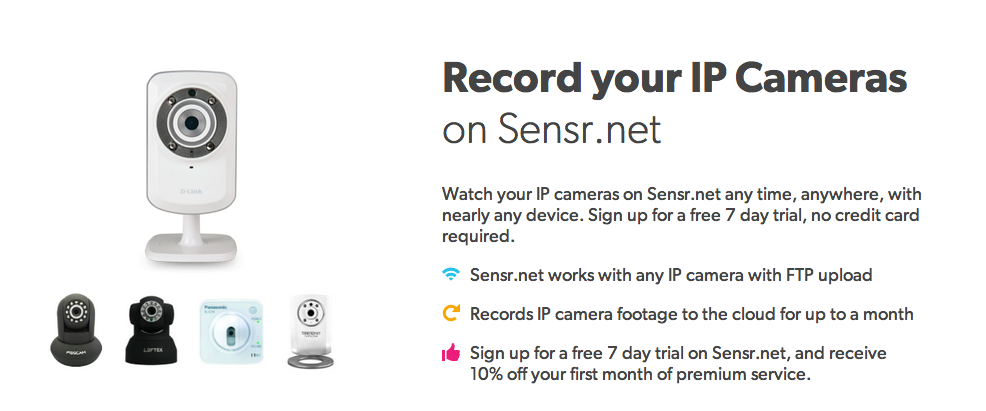 Record your IP Cameras
on Sensr.net
Watch your IP cameras on Sensr.net any time, anywhere, with
nearly any device. Sign up for a free 7 day trial, no credit card
required.
Sensr.net works with any IP camera with FTP upload
Records IP camera footage to the cloud for up to a month
Sign up for a free 7 day trial on Sensr.net, and receive
10% off your first month of premium service.
D-Link
FOSCAM
LOFTEK
Panasonic
TRENDnet